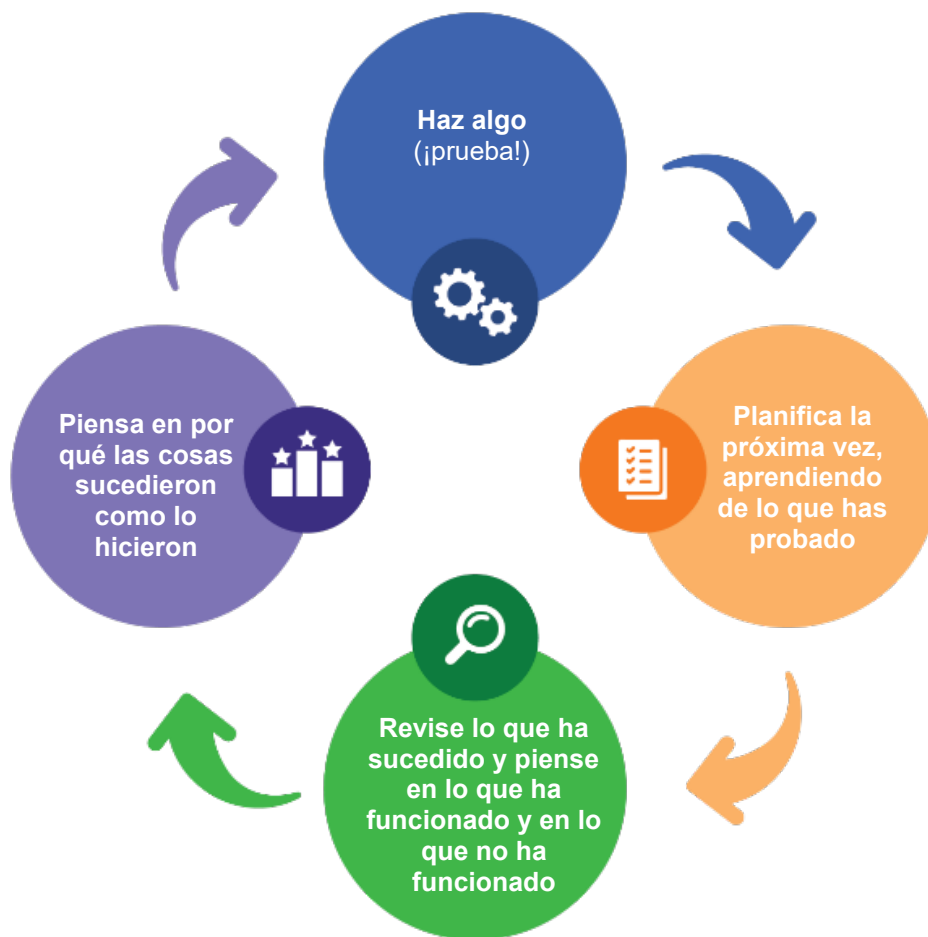 Haz algo
(¡prueba!)
Planifica la
próxima vez,
aprendiendo
de lo que has
probado
Revise lo que ha
sucedido y piense
en lo que ha
funcionado y en lo
que no ha
funcionado
Piensa en por
qué las cosas
sucedieron
como lo
hicieron